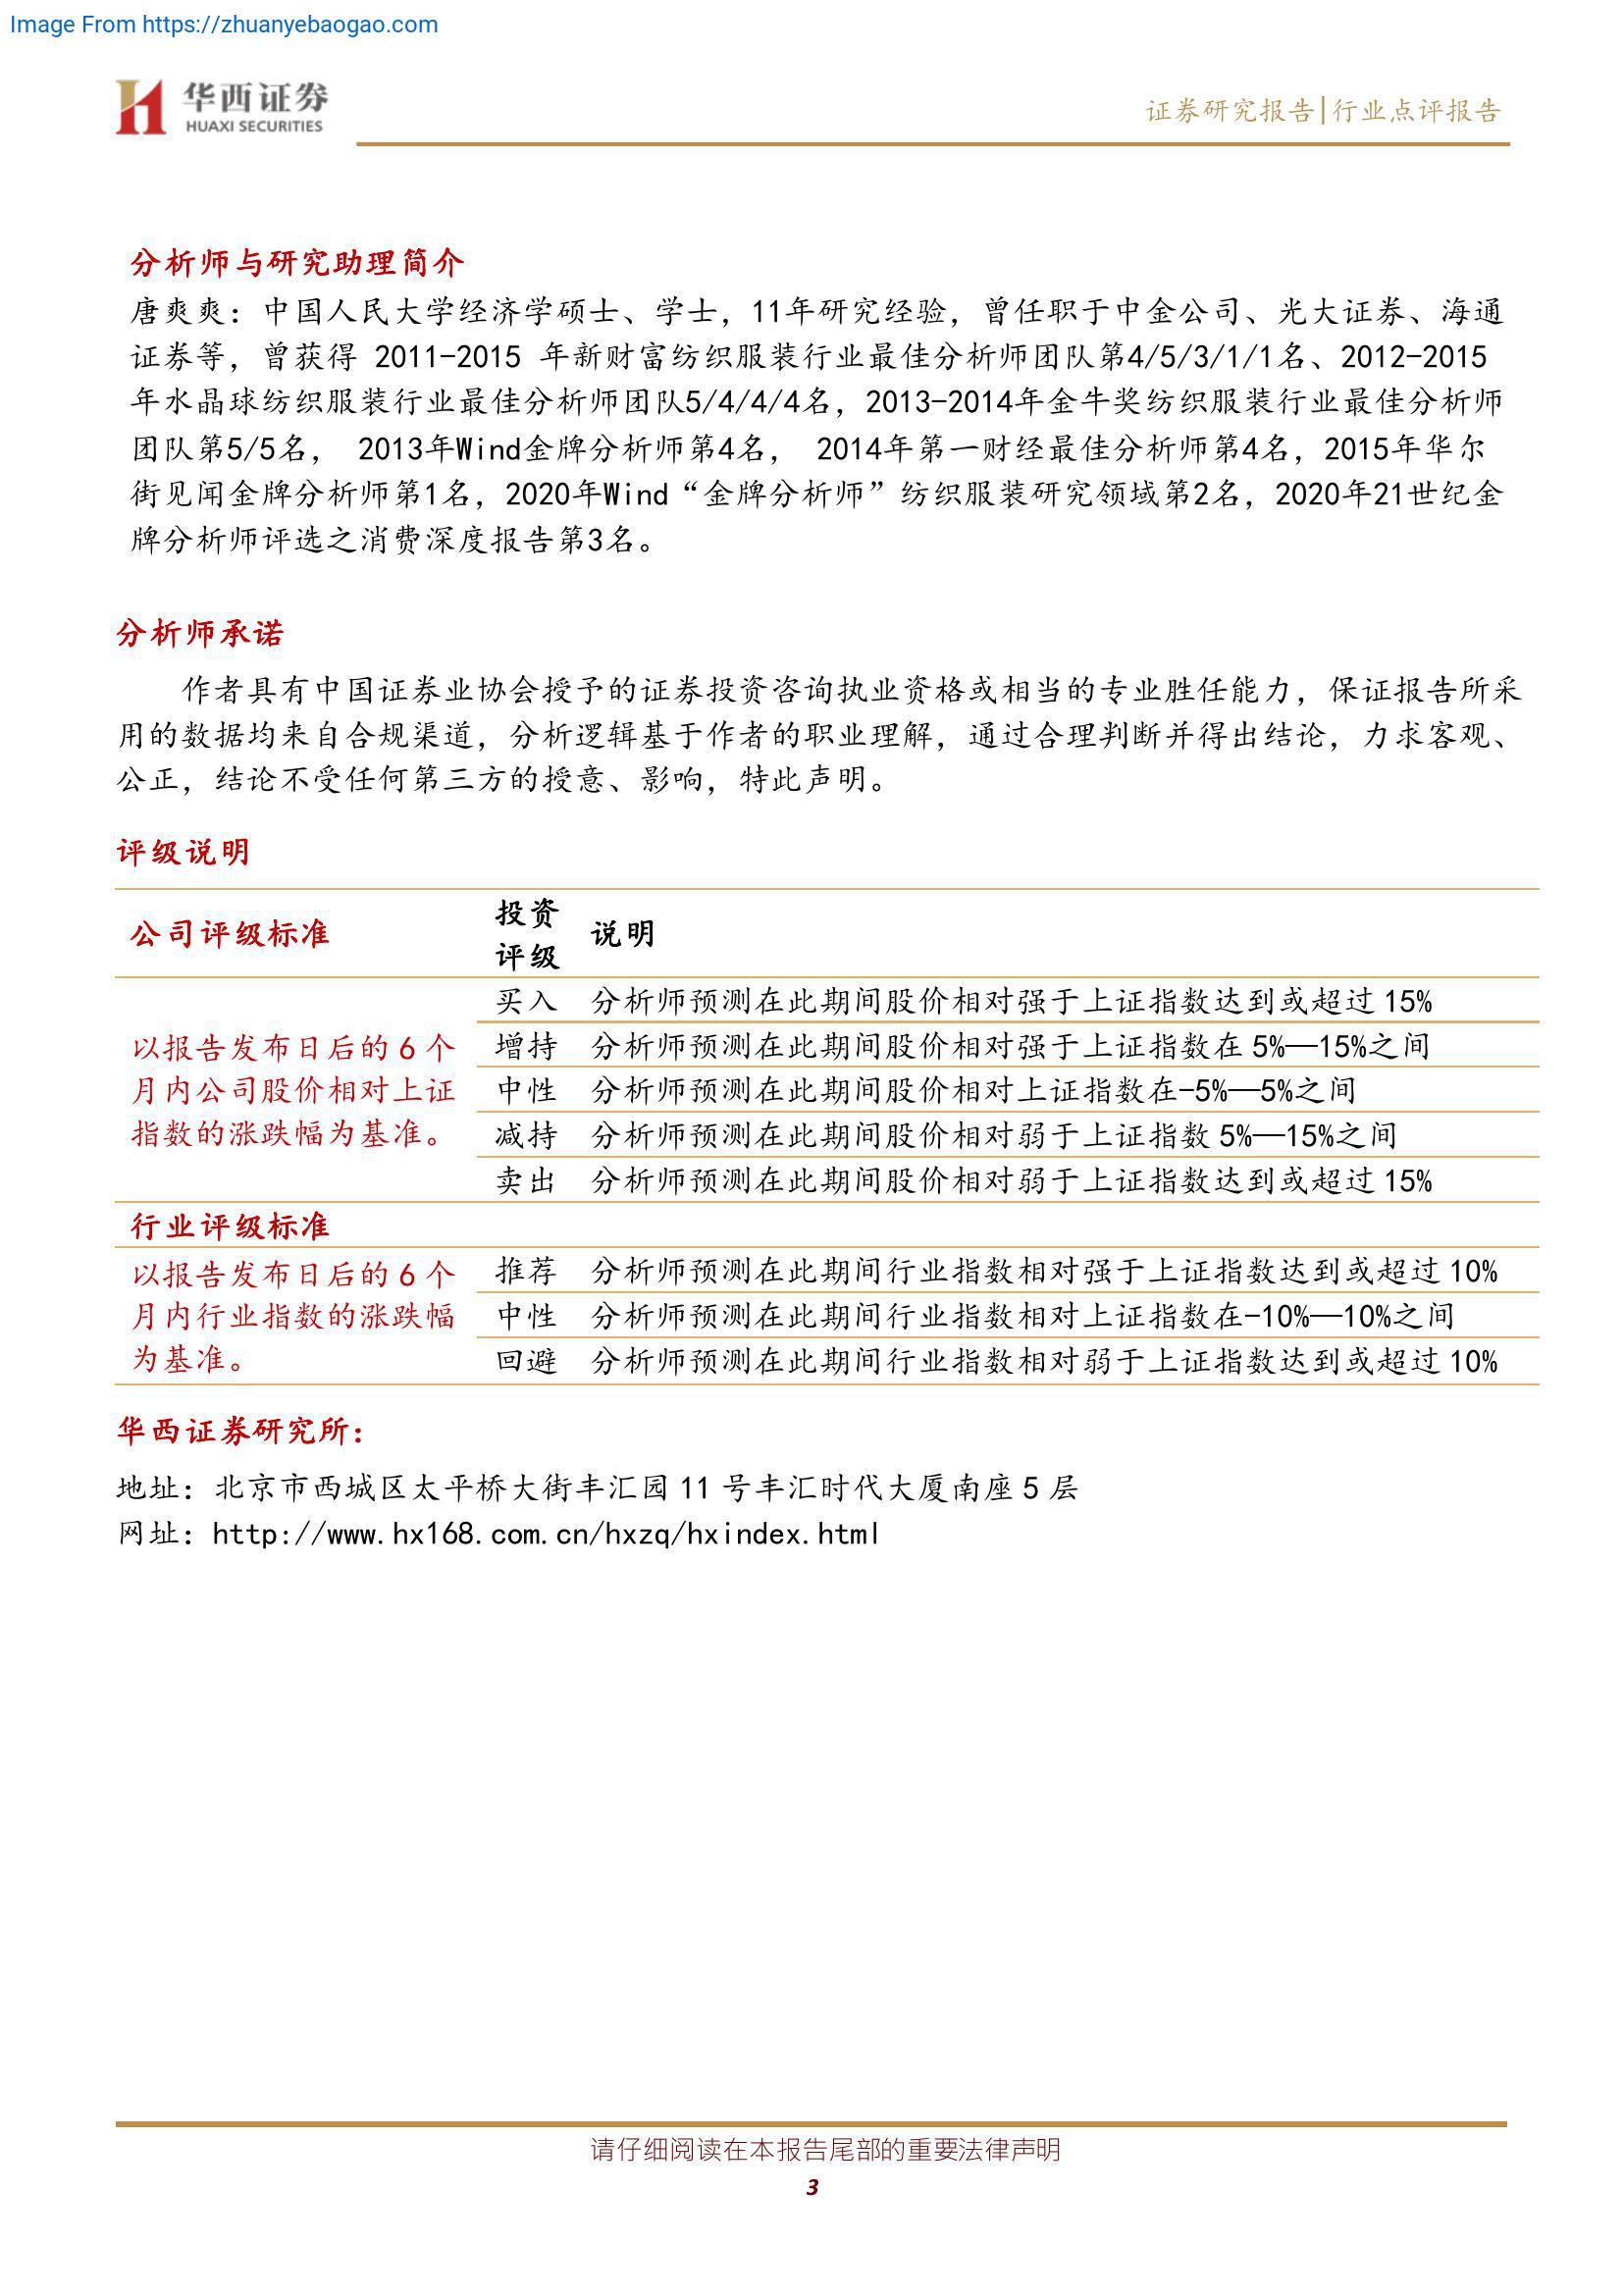 Image From https://zhuanyebaogao.com
华西证券
HUAXI SECURITIES
证券研究报告|行业点评报告
分析师与研究助理简介
唐爽爽：中国人民大学经济学硕士、学士，11年研究经验，曾任职于中金公司、光大证券、海通
证券等，曾获得 2011-2015 年新财富纺织服装行业最佳分析师团队第4/5/3/1/1名、2012-2015
年水晶球纺织服装行业最佳分析师团队5/4/4/4名，2013-2014年金牛奖纺织服装行业最佳分析师
团队第5/5名， 2013年Wind金牌分析师第4名， 2014年第一财经最佳分析师第4名，2015年华尔
街见闻金牌分析师第1名，2020年Wind“金牌分析师”纺织服装研究领域第2名，2020年21世纪金
牌分析师评选之消费深度报告第3名。
分析师承诺
作者具有中国证券业协会授予的证券投资咨询执业资格或相当的专业胜任能力，保证报告所采
用的数据均来自合规渠道，分析逻辑基于作者的职业理解，通过合理判断并得出结论，力求客观、
公正，结论不受任何第三方的授意、影响，特此声明。
评级说明
公司评级标准
投资
评级
说明
以报告发布日后的 6 个
月内公司股价相对上证
指数的涨跌幅为基准。
买入 分析师预测在此期间股价相对强于上证指数达到或超过 15%
增持 分析师预测在此期间股价相对强于上证指数在 5%—15%之间
中性 分析师预测在此期间股价相对上证指数在-5%—5%之间
减持 分析师预测在此期间股价相对弱于上证指数 5%—15%之间
卖出 分析师预测在此期间股价相对弱于上证指数达到或超过 15%
行业评级标准
以报告发布日后的 6 个
月内行业指数的涨跌幅
为基准。
推荐 分析师预测在此期间行业指数相对强于上证指数达到或超过 10%
中性 分析师预测在此期间行业指数相对上证指数在-10%—10%之间
回避 分析师预测在此期间行业指数相对弱于上证指数达到或超过 10%
华西证券研究所：
地址：北京市西城区太平桥大街丰汇园 11 号丰汇时代大厦南座 5 层
网址：http://www.hx168.com.cn/hxzq/hxindex.html
请仔细阅读在本报告尾部的重要法律声明
3